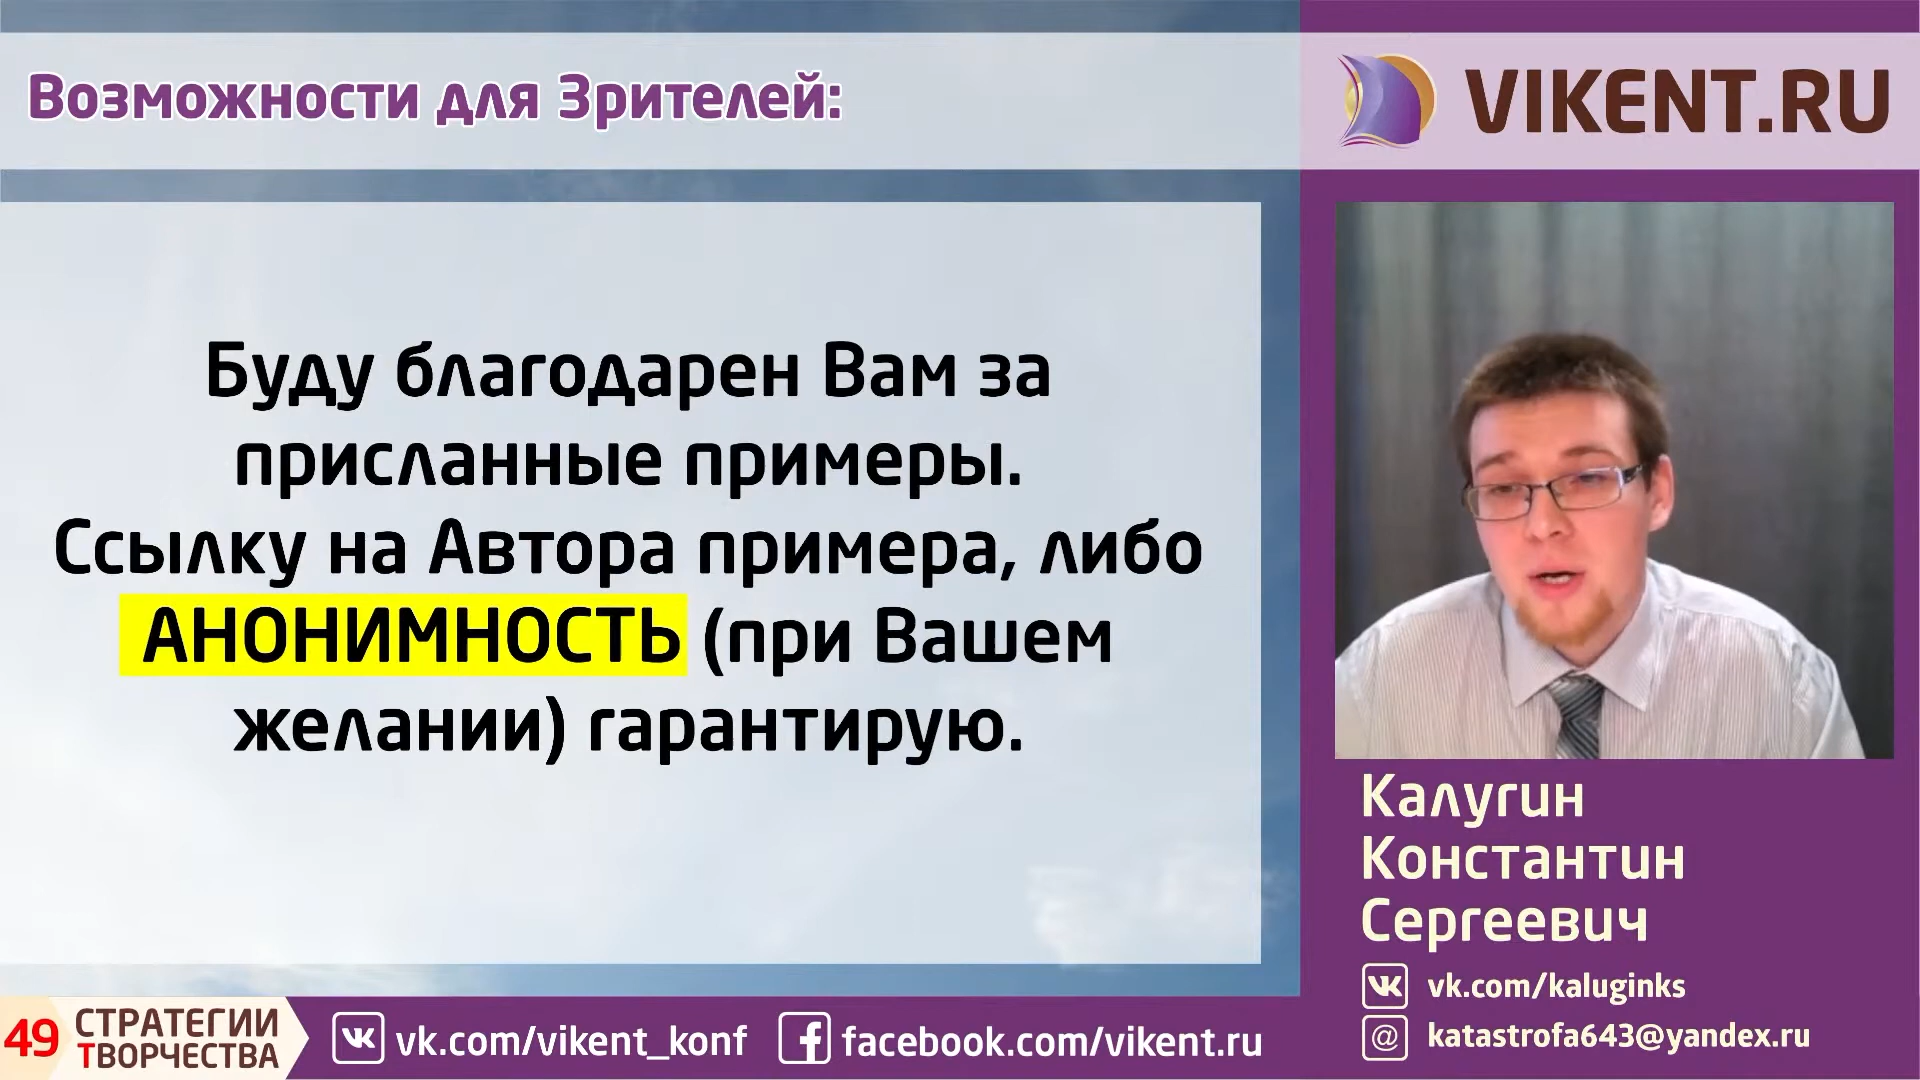 Возможности для Зрителей:
VIKENT.RU
Буду благодарен Вам за
присланные примеры.
Ссылку на Автора примера, либо
АНОНИМНОСТЬ (при Вашем
желании) гарантирую.
Калугин
Константин
Сергеевич
vk.com/kaluginks
@ katastrofa643@yandex.ru
49 СТРАТЕГИИ
ТВОРЧЕСТВА
vk.com/vikent_konf
facebook.com/vikent.ru